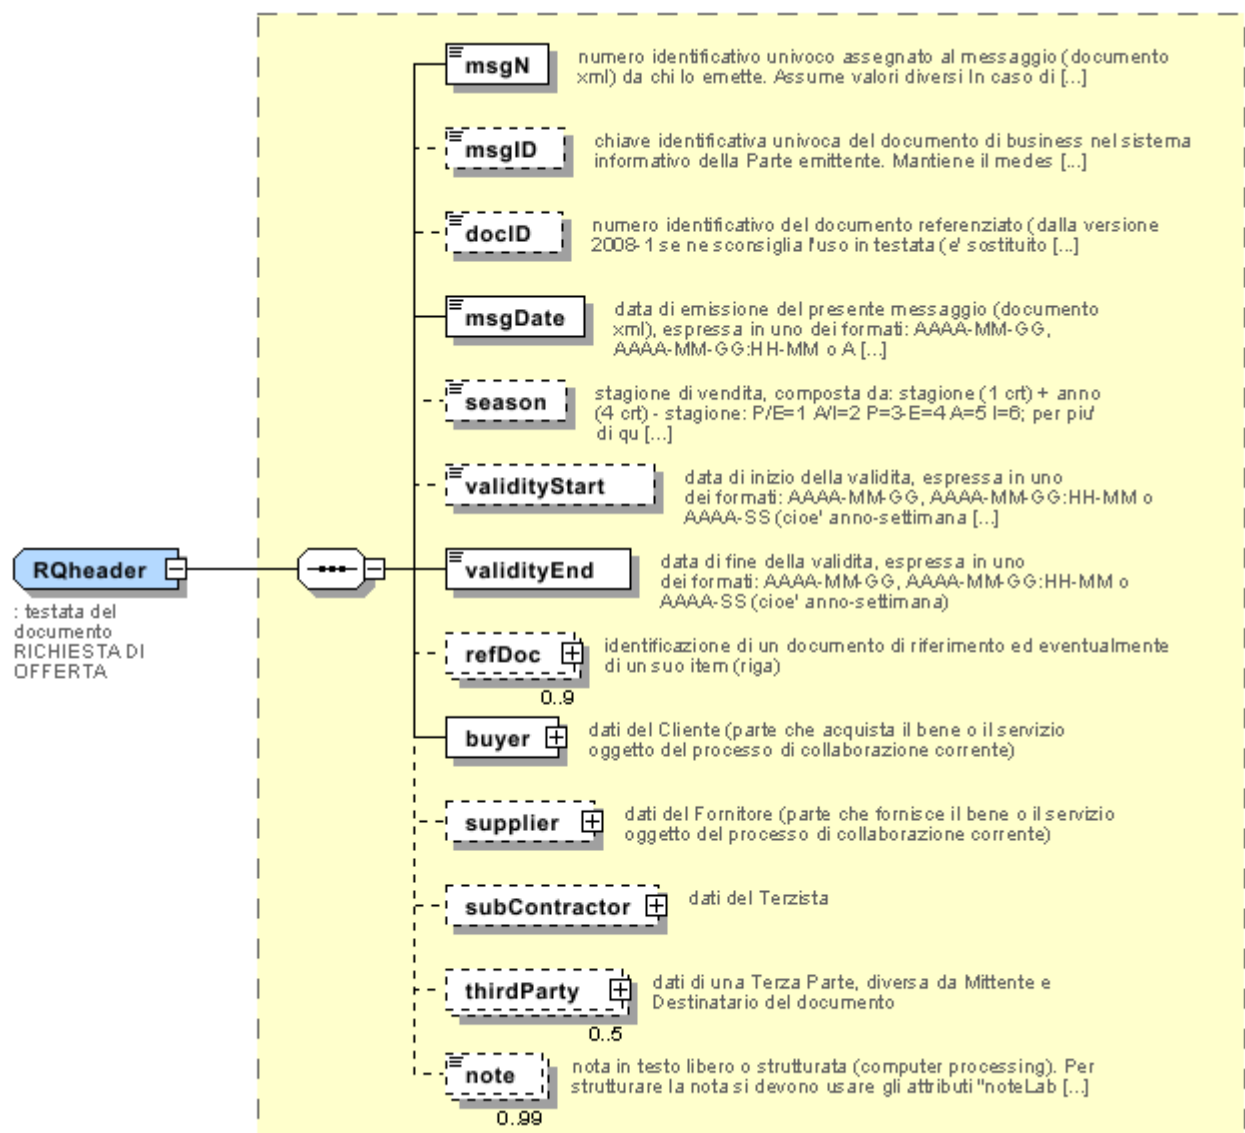 msgN
numero identificativo univoco assegnato al messaggio (documento
xml) da chi lo emette. Assume valori diversi In caso di [...]
msgID
chiave identificativa univoca del documento di business nel sistema
informativo della Parte emittente. Mantiene il medes [...]
docID
numero identificativo del documento referenziato (dalla versione
2008-1 se ne sconsiglia l'uso in testata (e' sostituito [...]
msgDate
data di emissione del presente messaggio (documento
xml), espressa in uno dei formati: AAAA-MM-GG,
AAAA-MM-GG:HH-MM o A [...]
season
stagione di vendita, composta da: stagione (1 crt) + anno
(4 crt) - stagione: P/E=1 A/I=2 P=3-E=4 A=5 I=6; per piu'
di qu [...]
validityStart
data di inizio della validita, espressa in uno
dei formati: AAAA-MM-GG, AAAA-MM-GG:HH-MM o
AAAA-SS (cioe' anno-settimana [...]
RQheader
: testata del
documento
RICHIESTA DI
OFFERTA
validityEnd
data di fine della validita, espressa in uno
dei formati: AAAA-MM-GG, AAAA-MM-GG:HH-MM o
AAAA-SS (cioe' anno-settimana)
refDoc
0..9
identificazione di un documento di riferimento ed eventualmente
di un suo item (riga)
buyer
dati del Cliente (parte che acquista il bene o il servizio
oggetto del processo di collaborazione corrente)
supplier
dati del Fornitore (parte che fornisce il bene o il servizio
oggetto del processo di collaborazione corrente)
subContractor
dati del Terzista
thirdParty
0..5
dati di una Terza Parte, diversa da Mittente e
Destinatario del documento
note
0..99
nota in testo libero o strutturata (computer processing). Per
strutturare la nota si devono usare gli attributi "noteLab [...]